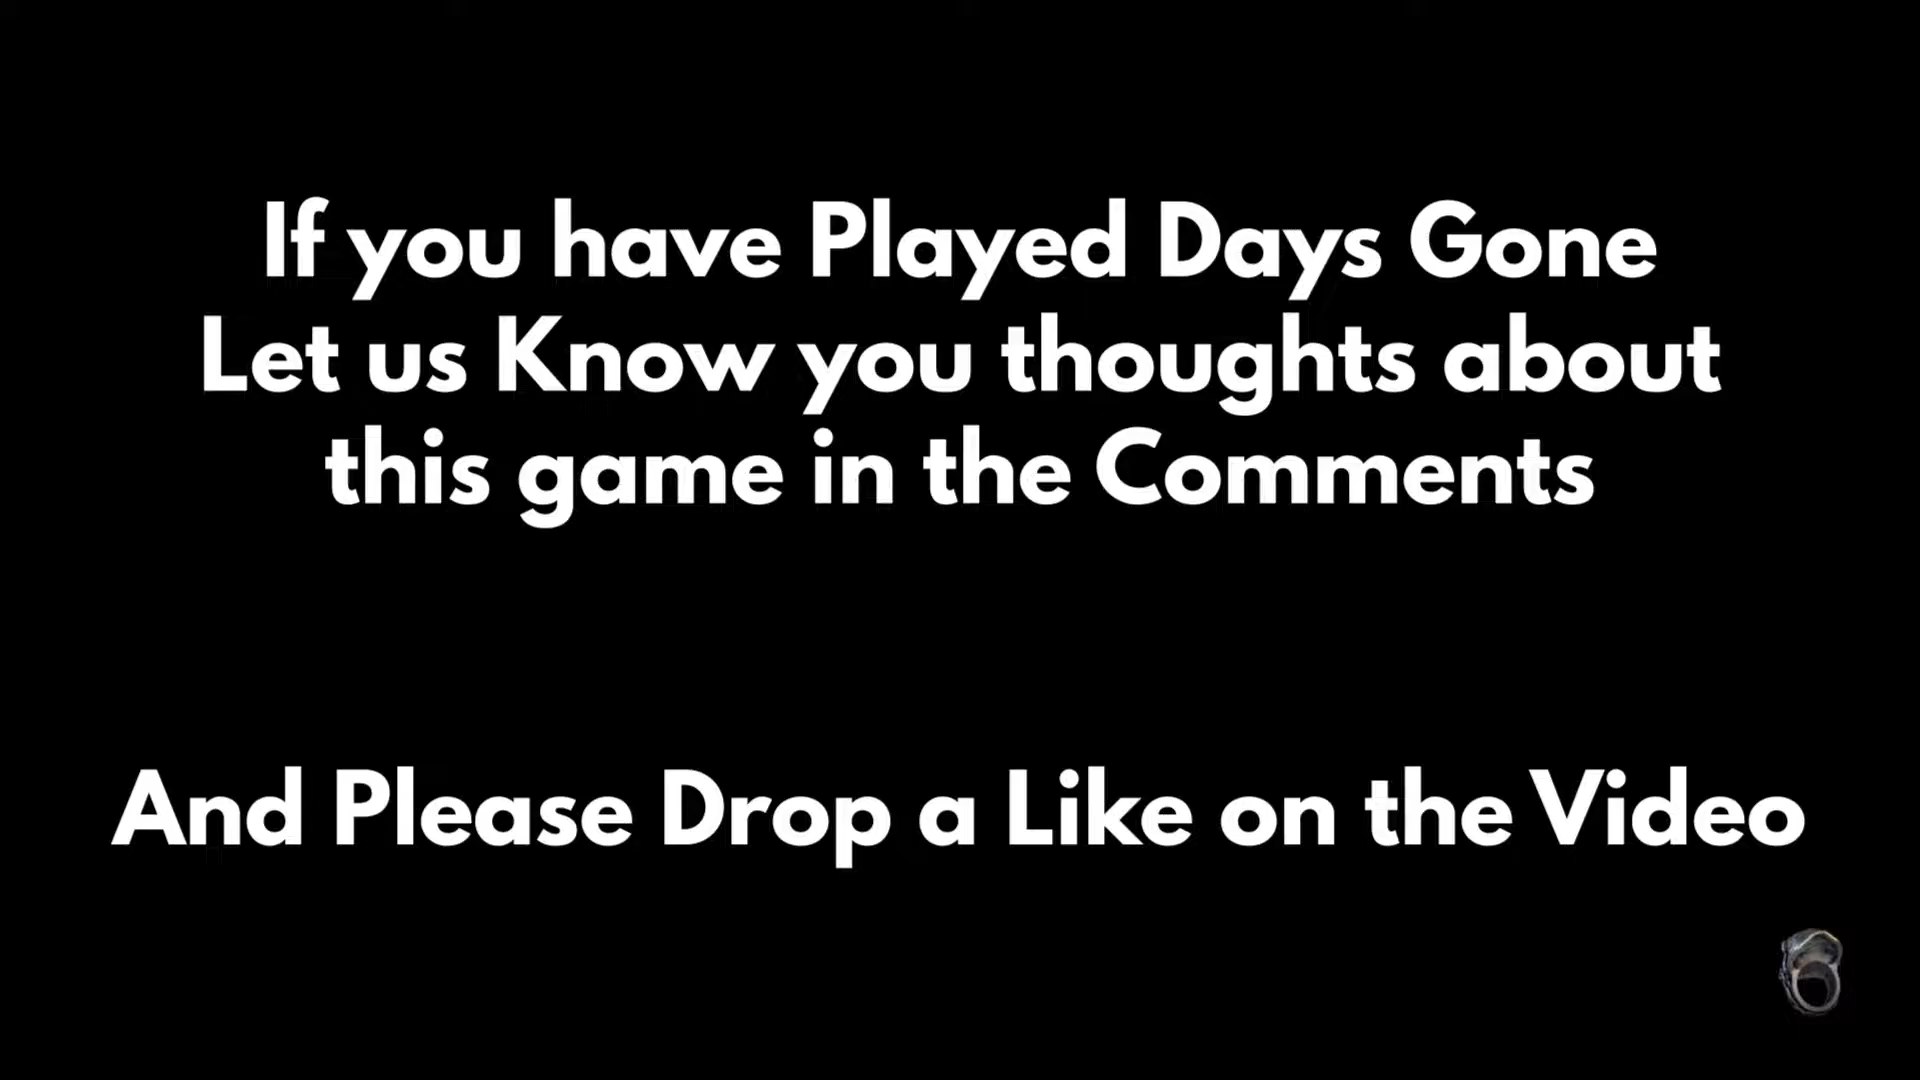 If you have Played Days Gone
Let us Know you thoughts about
this game in the Comments
And Please Drop a Like on the Video